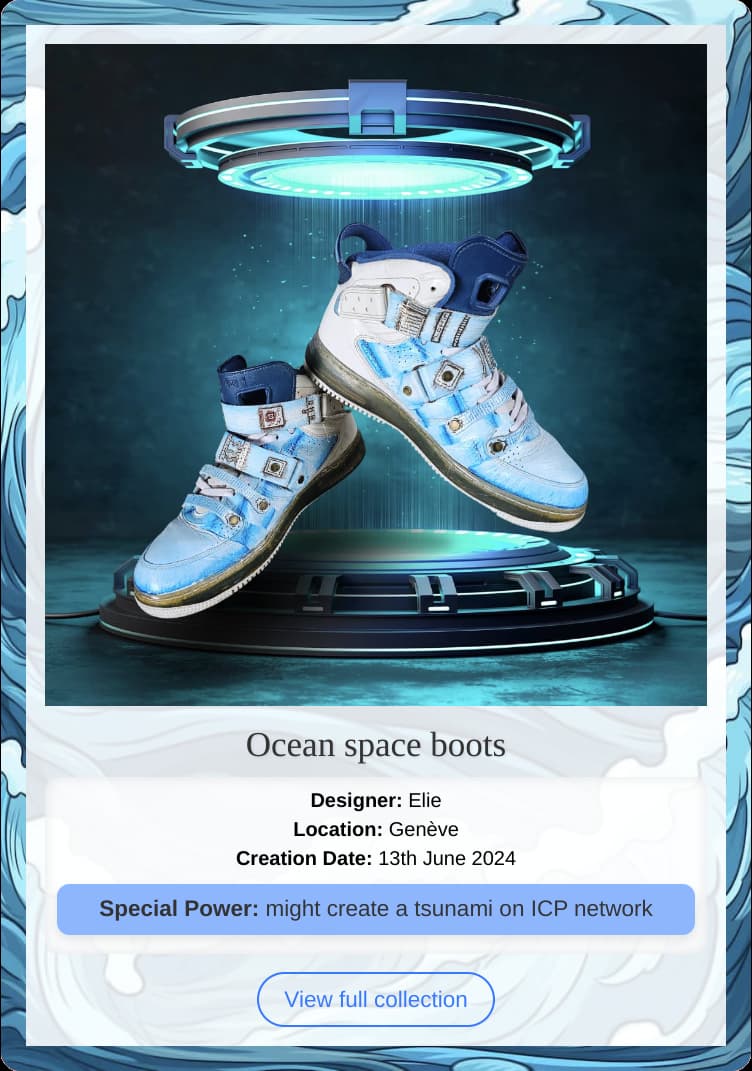 Ocean space boots
Designer: Elie
Location: Genève
Creation Date: 13th June 2024
Special Power: might create a tsunami on ICP network
View full collection